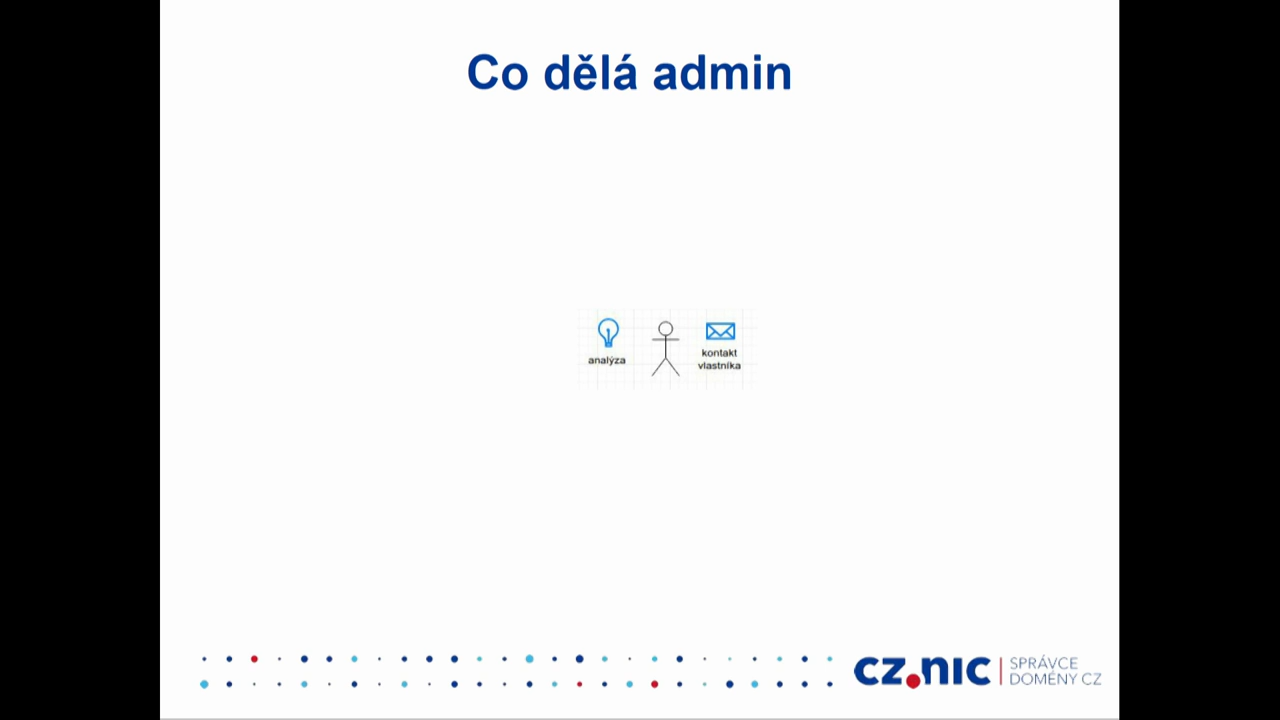 Co dělá admin
analýza
kontakt
vlastníka
CZ.NIC
SPRÁVCE
DOMÉNY CZ